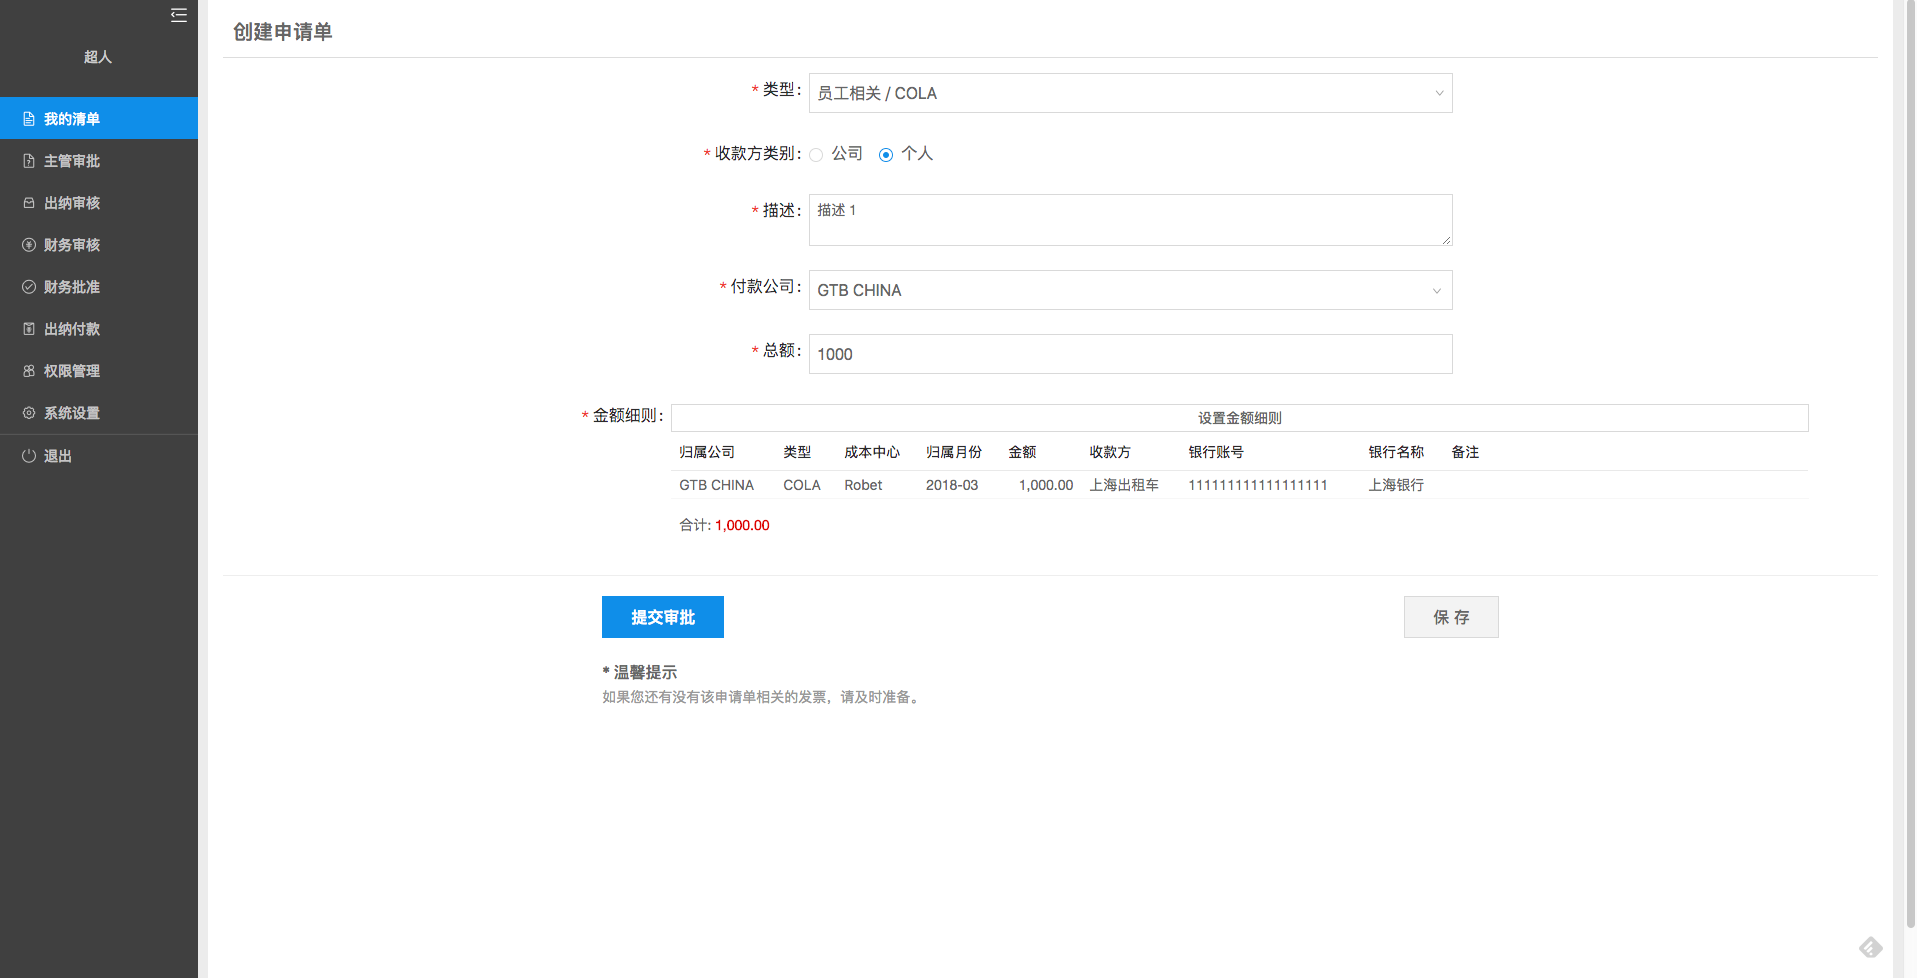 超人
我的清单
主管审批
出纳审核
财务审核
财务批准
出纳付款
权限管理
系统设置
退出
创建申请单
* 类型: 员工相关 / COLA
* 收款方类别: 公司 个人
* 描述: 描述 1
* 付款公司: GTB CHINA
* 总额: 1000
* 金额细则: 设置金额细则
归属公司 类型 成本中心 归属月份 金额 收款方 银行账号 银行名称 备注
GTB CHINA COLA Robet 2018-03 1,000.00 上海出租车 111111111111111111 上海银行
合计: 1,000.00
提交审批 保 存
* 温馨提示
如果您还有没有该申请单相关的发票，请及时准备。